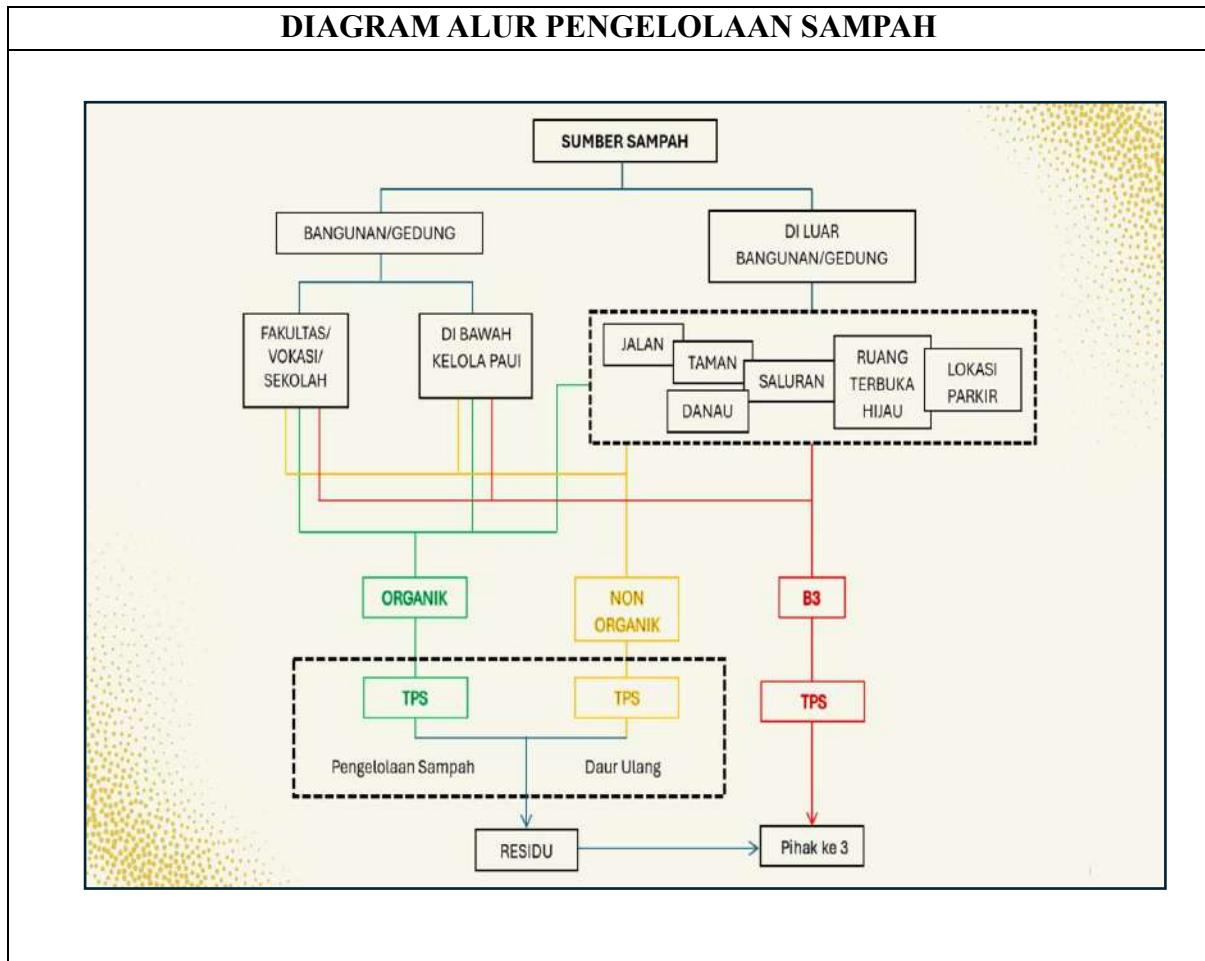 DIAGRAM ALUR PENGELOLAAN SAMPAH
SUMBER SAMPAH
BANGUNAN/GEDUNG
DI LUAR
BANGUNAN/GEDUNG
FAKULTAS/
VOKASI/
SEKOLAH
DI BAWAH
KELOLA PAUI
JALAN
TAMAN
DANAU
SALURAN
RUANG
TERBUKA
HIJAU
LOKASI
PARKIR
ORGANIK
NON
ORGANIK
B3
TPS
TPS
TPS
Pengelolaan Sampah
Daur Ulang
RESIDU
Pihak ke 3